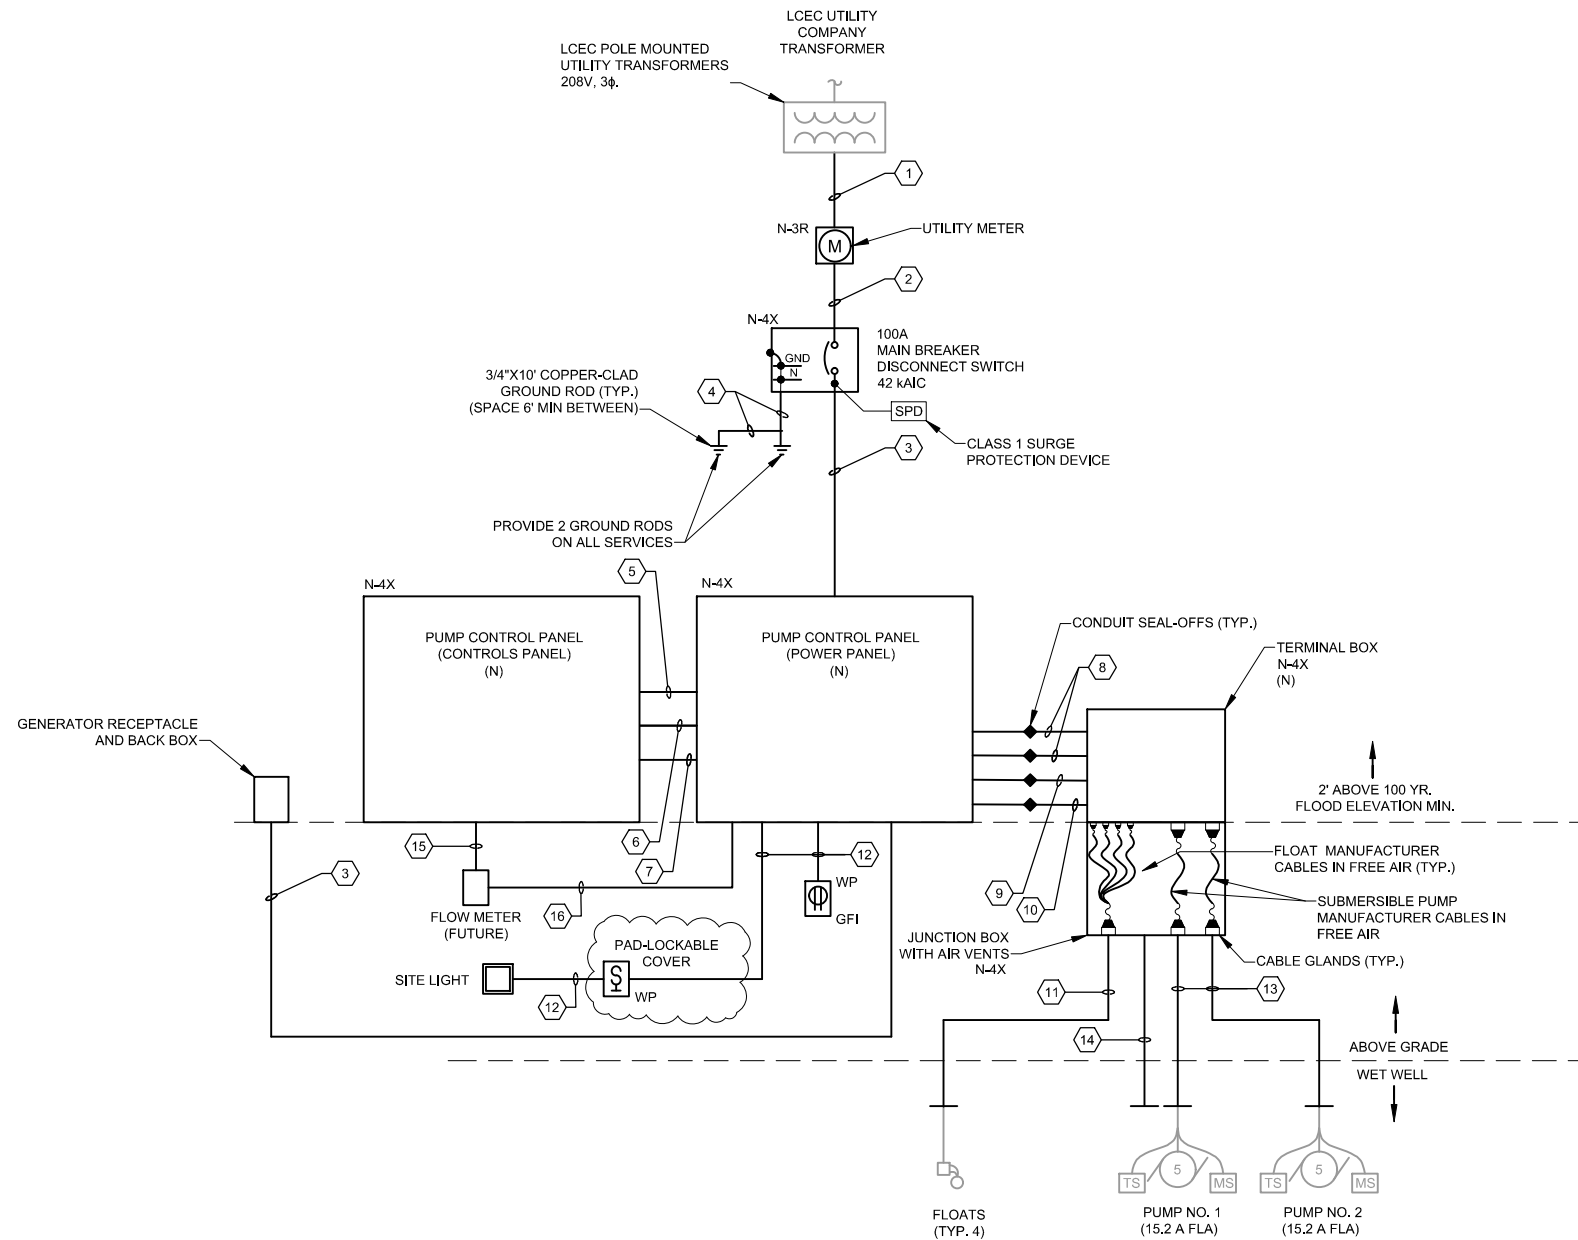 LCEC UTILITY
COMPANY
TRANSFORMER
LCEC POLE MOUNTED
UTILITY TRANSFORMERS
208V, 3ϕ.
1
N-3R
M
UTILITY METER
2
N-4X
GND
N
100A
MAIN BREAKER
DISCONNECT SWITCH
42 kAIC
3/4"X10' COPPER-CLAD
GROUND ROD (TYP.)
(SPACE 6' MIN BETWEEN)
4
SPD
CLASS 1 SURGE
PROTECTION DEVICE
3
PROVIDE 2 GROUND RODS
ON ALL SERVICES
5
N-4X
PUMP CONTROL PANEL
(CONTROLS PANEL)
(N)
N-4X
PUMP CONTROL PANEL
(POWER PANEL)
(N)
CONDUIT SEAL-OFFS (TYP.)
8
TERMINAL BOX
N-4X
(N)
GENERATOR RECEPTACLE
AND BACK BOX
2' ABOVE 100 YR.
FLOOD ELEVATION MIN.
15
6
7
12
3
9
10
FLOAT MANUFACTURER
CABLES IN FREE AIR (TYP.)
WP
GFI
16
FLOW METER
(FUTURE)
SUBMERSIBLE PUMP
MANUFACTURER CABLES IN
FREE AIR
JUNCTION BOX
WITH AIR VENTS
N-4X
CABLE GLANDS (TYP.)
PAD-LOCKABLE
COVER
SITE LIGHT
S
WP
12
11
13
14
ABOVE GRADE
WET WELL
TS
5
MS
TS
5
MS
FLOATS
(TYP. 4)
PUMP NO. 1
(15.2 A FLA)
PUMP NO. 2
(15.2 A FLA)